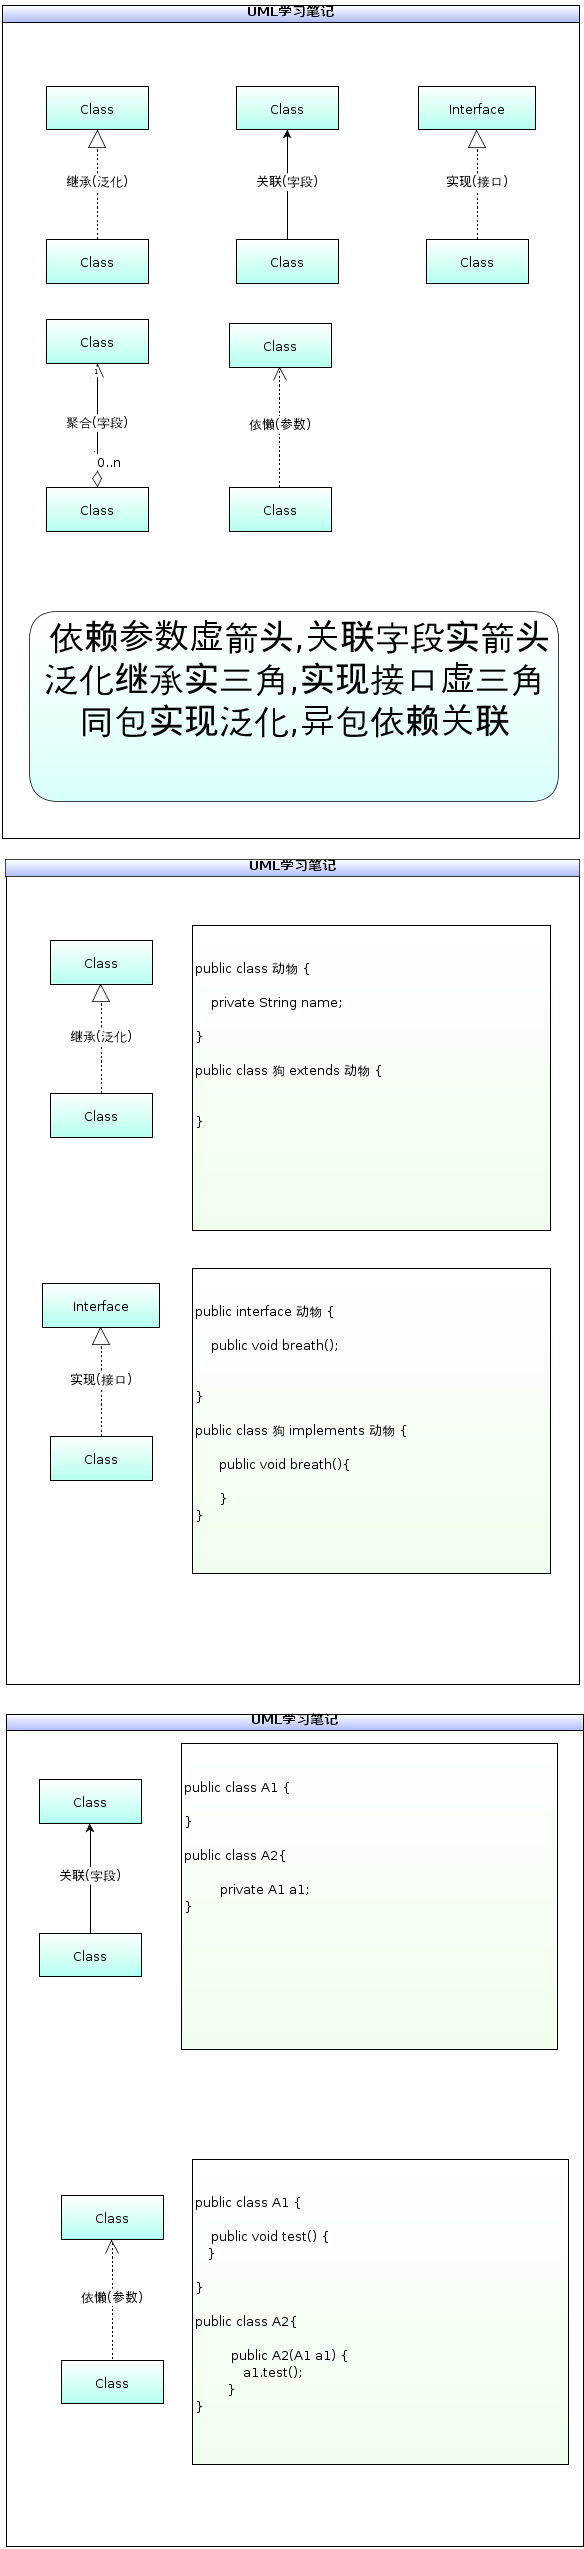 UML学习笔记
Class
Class
Interface
继承(泛化)
关联(字段)
实现(接口)
Class
Class
Class
Class
Class
1
聚合(字段)
依懒(参数)
0..n
Class
Class
依赖参数虚箭头,关联字段实箭头
泛化继承实三角,实现接口虚三角
同包实现泛化,异包依赖关联
UML学习笔记
Class
继承(泛化)
Class
public class 动物 {
private String name;
}
public class 狗 extends 动物 {
}
Interface
实现(接口)
Class
public interface 动物 {
public void breath();
}
public class 狗 implements 动物 {
public void breath(){
}
}
UML学习笔记
Class
关联(字段)
Class
public class A1 {
}
public class A2{
private A1 a1;
}
Class
依懒(参数)
Class
public class A1 {
public void test() {
}
}
public class A2{
public A2(A1 a1) {
a1.test();
}
}